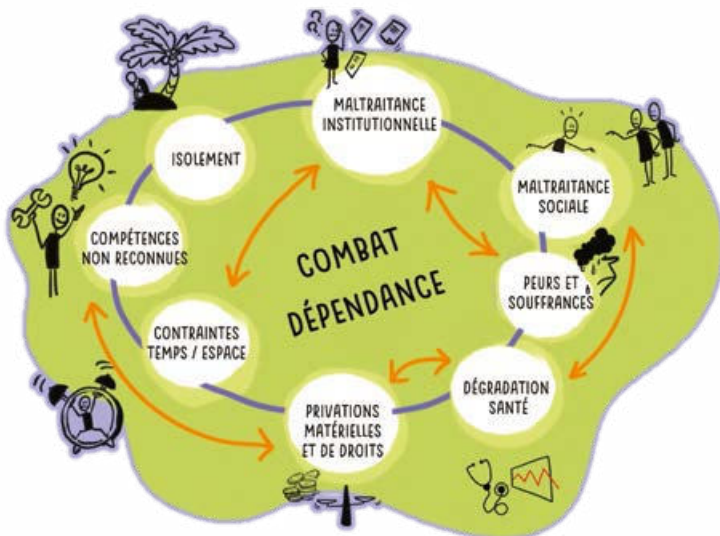 MALTRAITANCE
INSTITUTIONNELLE
ISOLEMENT
MALTRAITANCE
SOCIALE
COMPÉTENCES
NON RECONNUES
COMBAT
DÉPENDANCE
PEURS ET
SOUFFRANCES
CONTRAINTES
TEMPS / ESPACE
DÉGRADATION
SANTÉ
PRIVATIONS
MATÉRIELLES
ET DE DROITS